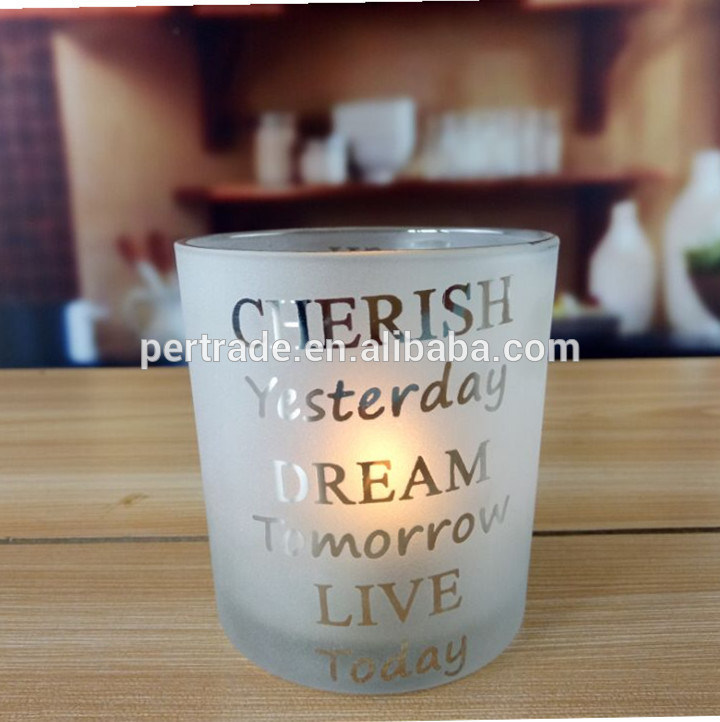 CHERISH
pertrade.en.alibaba.com
Yesterday
DREAM
Tomorrow
LIVE
Today